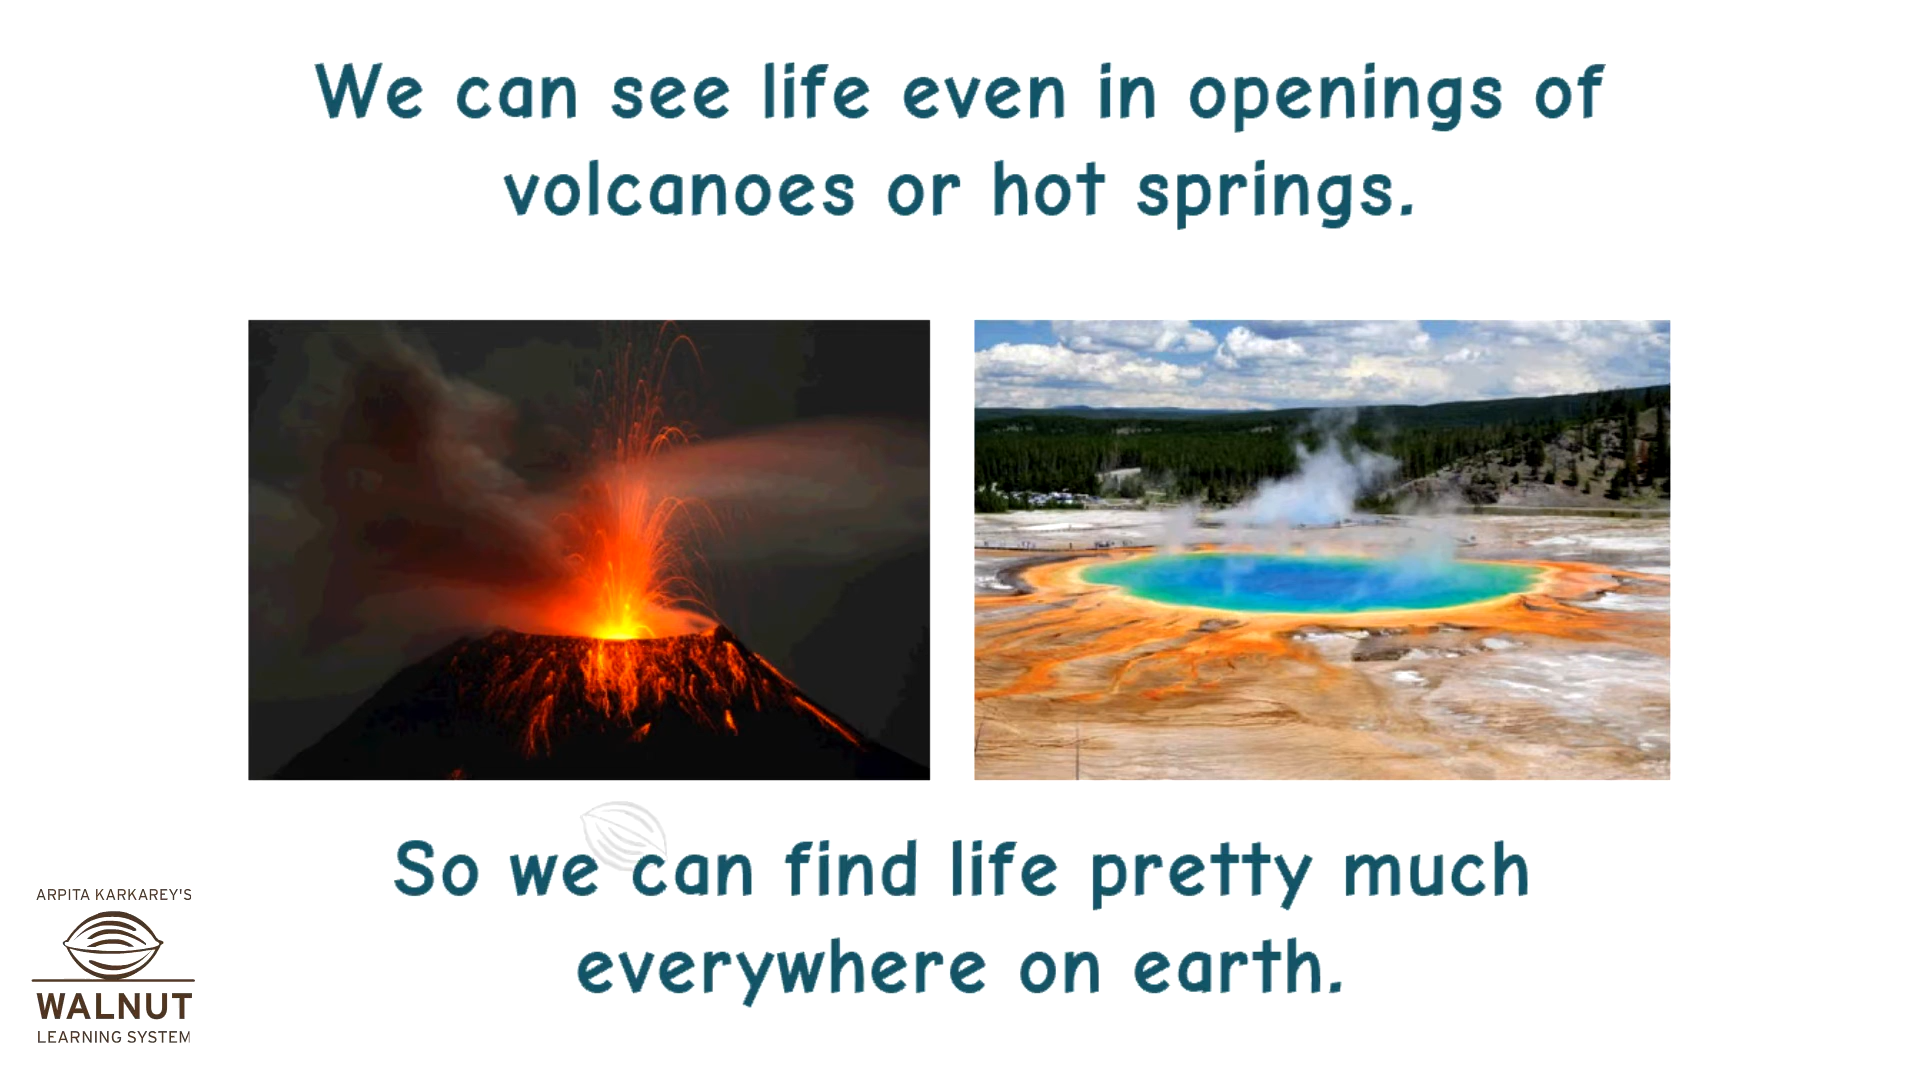 We can see life even in openings of
volcanoes or hot springs.
So we can find life pretty much
everywhere on earth.
ARPITA KARKAREY'S
WALNUT
LEARNING SYSTEM